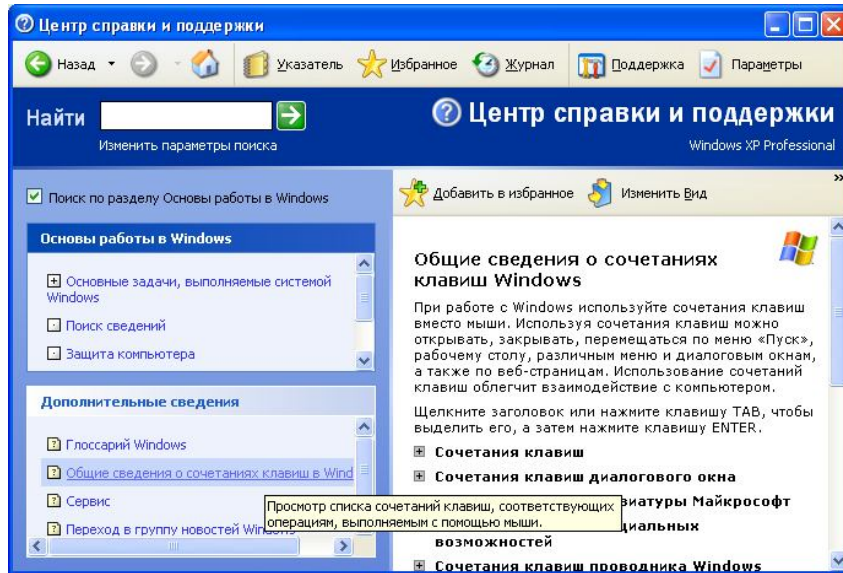 Центр справки и поддержки
Назад Указатель Избранное Журнал Поддержка Параметры
Найти
Изменить параметры поиска
Центр справки и поддержки
Windows XP Professional
Поиск по разделу Основы работы в Windows
Основы работы в Windows
Основные задачи, выполняемые системой
Windows
Поиск сведений
Защита компьютера
Дополнительные сведения
Глоссарий Windows
Общие сведения о сочетаниях клавиш в Wind
Сервис
Переход в группу новостей Windows
Просмотр списка сочетаний клавиш, соответствующих
операциям, выполняемым с помощью мыши.
Добавить в избранное Изменить Вид
»
Общие сведения о сочетаниях
клавиш Windows
При работе с Windows используйте сочетания клавиш
вместо мыши. Используя сочетания клавиш можно
открывать, закрывать, перемещаться по меню «Пуск»,
рабочему столу, различным меню и диалоговым окнам,
а также по веб-страницам. Использование сочетаний
клавиш облегчит взаимодействие с компьютером.
Щелкните заголовок или нажмите клавишу TAB, чтобы
выделить его, а затем нажмите клавишу ENTER.
Сочетания клавиш
Сочетания клавиш диалогового окна
виатуры Майкрософт
циальных
возможностей
Сочетания клавиш проводника Windows